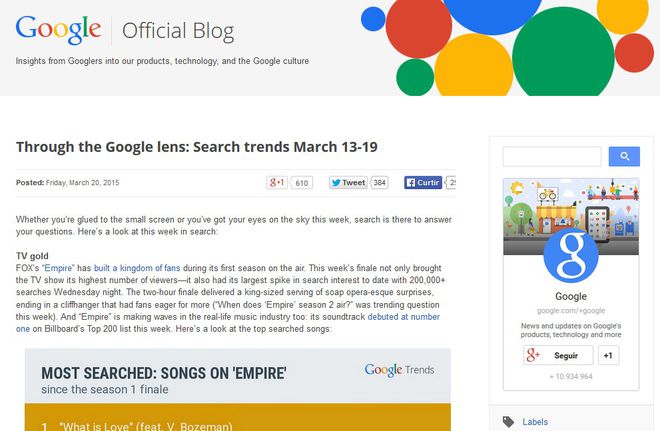 Google Official Blog
Insights from Googlers into our products, technology, and the Google culture
Through the Google lens: Search trends March 13-19
Posted: Friday, March 20, 2015
g+1 610
Tweet 384
Curtir
Whether you're glued to the small screen or you've got your eyes on the sky this week, search is there to answer
your questions. Here's a look at this week in search:
TV gold
FOX's "Empire" has built a kingdom of fans during its first season on the air. This week's finale not only brought
the TV show its highest number of viewers—it also had its largest spike in search interest to date with 200,000+
searches Wednesday night. The two-hour finale delivered a king-sized serving of soap opera-esque surprises,
ending in a cliffhanger that had fans eager for more ("When does 'Empire' season 2 air?" was trending question
this week). And "Empire" is making waves in the real-life music industry too: its soundtrack debuted at number
one on Billboard's Top 200 list this week. Here's a look at the top searched songs:
MOST SEARCHED: SONGS ON 'EMPIRE'
since the season 1 finale
Google Trends
1 "What is Love" (feat. V. Bozeman)
g
Google
google.com/+google
News and updates on Google's
products, technology and more
g+ Seguir +1
+ 10.934.964
Labels